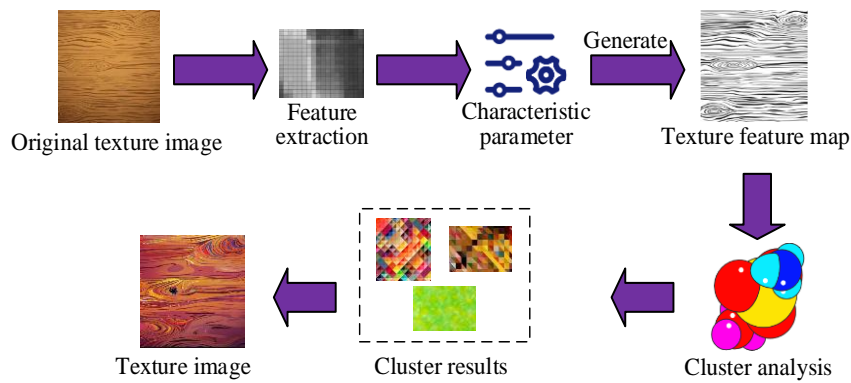 Generate
Original texture image
Feature
extraction
Characteristic
parameter
Texture feature map
Texture image
Cluster results
Cluster analysis